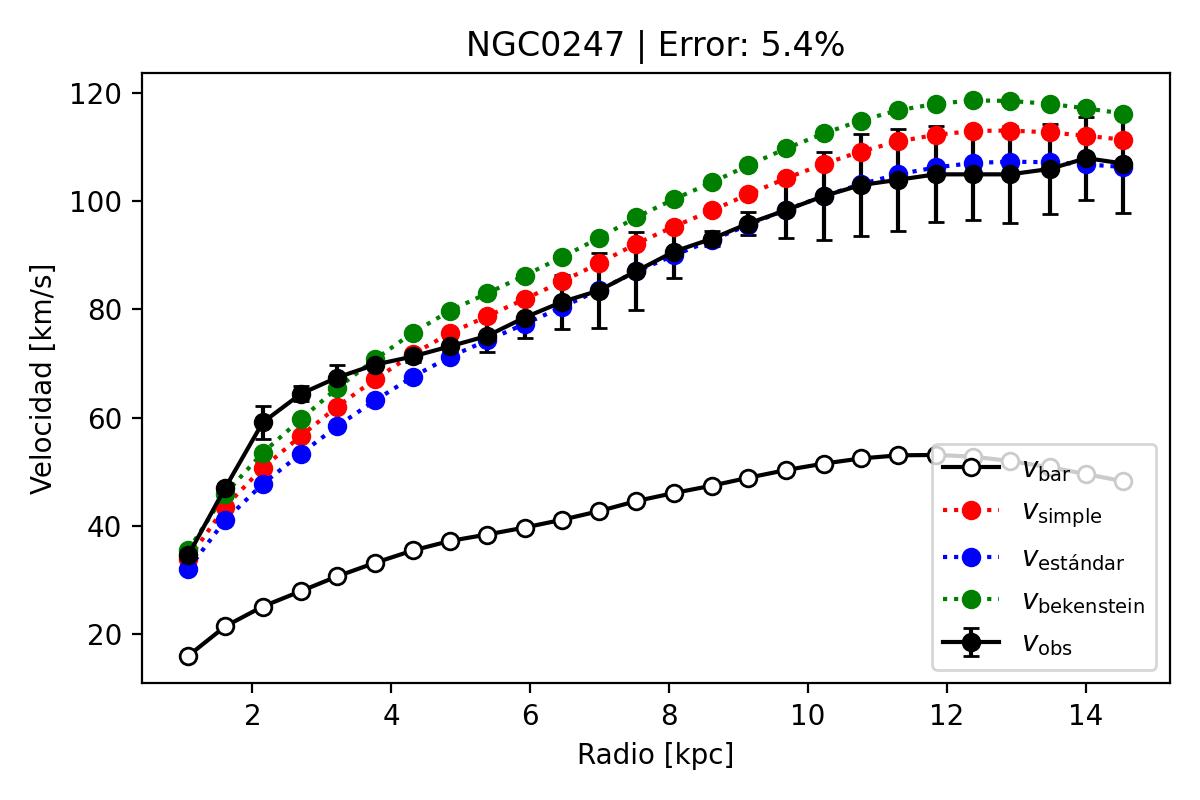 NGC0247 | Error: 5.4%
Velocidad [km/s]
120
100
80
60
40
20
v_bar
v_simple
v_estándar
v_bekenstein
v_obs
2 4 6 8 10 12 14
Radio [kpc]